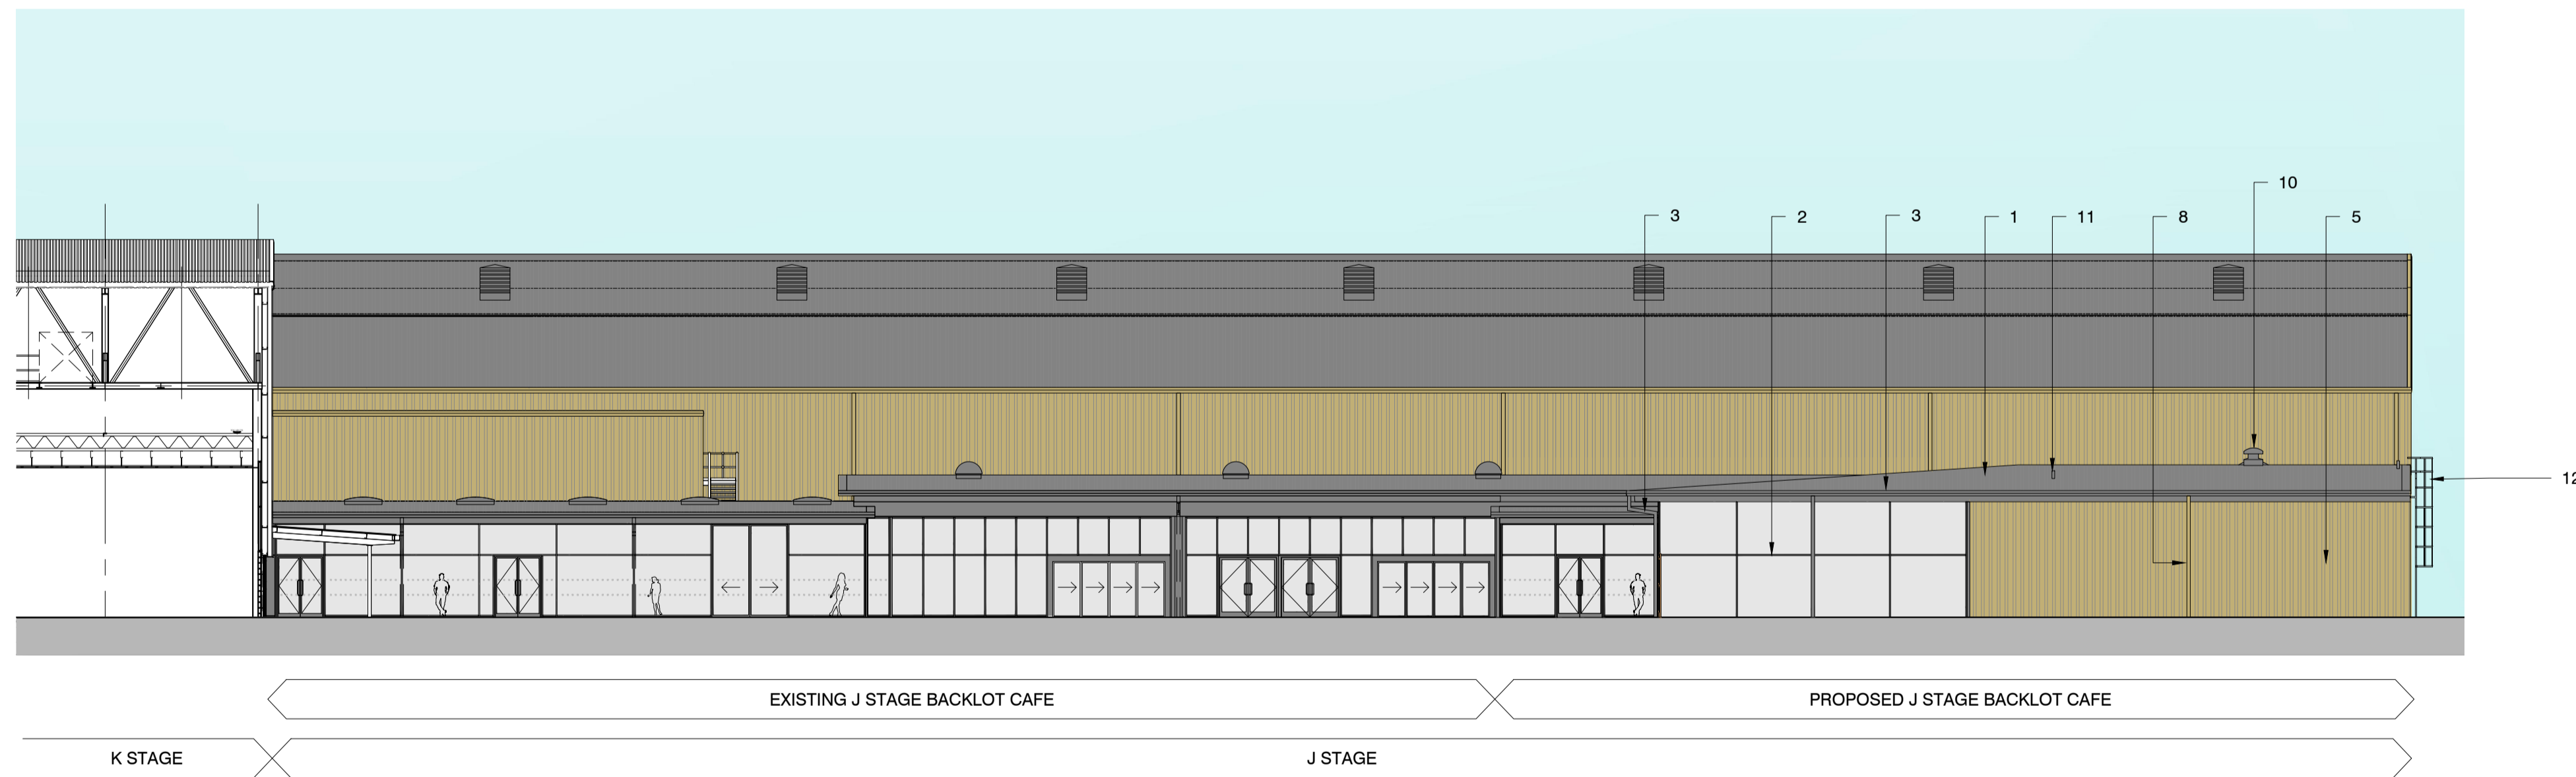 10
3
2
3
1
11
8
5
12
EXISTING J STAGE BACKLOT CAFE
PROPOSED J STAGE BACKLOT CAFE
K STAGE
J STAGE